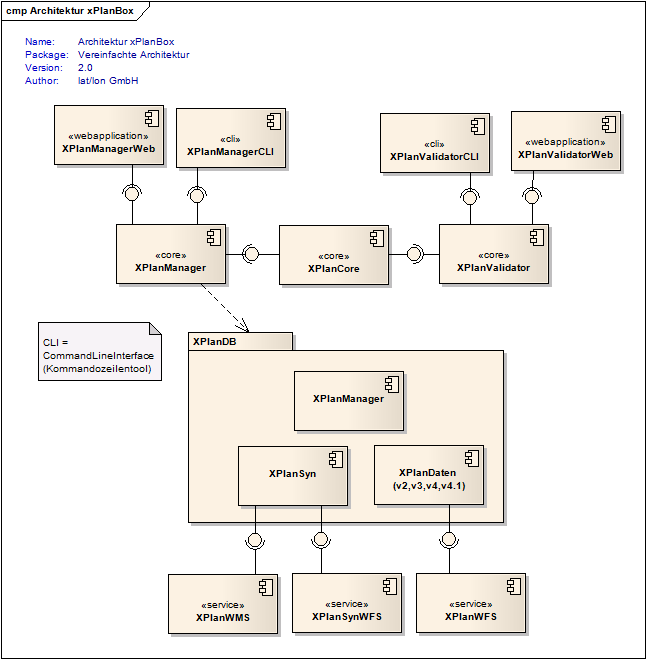 cmp Architektur xPlanBox
Name: Architektur xPlanBox
Package: Vereinfachte Architektur
Version: 2.0
Author: lat/lon GmbH
«webapplication»
XPlanManagerWeb
«cli»
XPlanManagerCLI
«cli»
XPlanValidatorCLI
«webapplication»
XPlanValidatorWeb
«core»
XPlanManager
«core»
XPlanCore
«core»
XPlanValidator
CLI =
CommandLineInterface
(Kommandozeilentool)
XPlanDB
XPlanManager
XPlanSyn
XPlanDaten
(v2,v3,v4,v4.1)
«service»
XPlanWMS
«service»
XPlanSynWFS
«service»
XPlanWFS